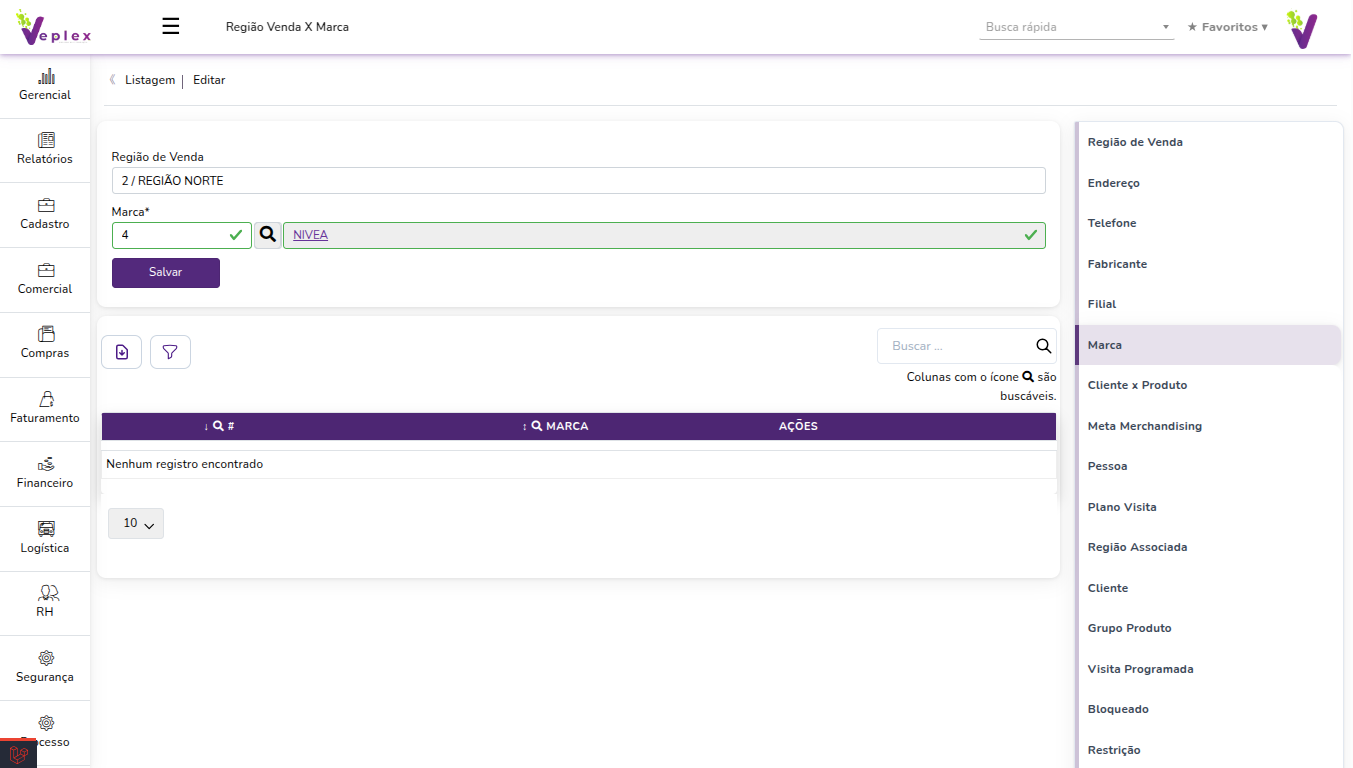 Veplex
☰
Região Venda X Marca
Busca rápida
★ Favoritos ▾
Gerencial
Relatórios
Cadastro
Comercial
Compras
Faturamento
Financeiro
Logística
RH
Segurança
《 Listagem | Editar
Região de Venda
2 / REGIÃO NORTE
Marca*
4
NIVEA
Salvar
Buscar ...
Colunas com o ícone são
buscáveis.
↓ #
↕ MARCA
AÇÕES
Nenhum registro encontrado
10
Região de Venda
Endereço
Telefone
Fabricante
Filial
Marca
Cliente x Produto
Meta Merchandising
Pessoa
Plano Visita
Região Associada
Cliente
Grupo Produto
Visita Programada
Bloqueado
Restrição